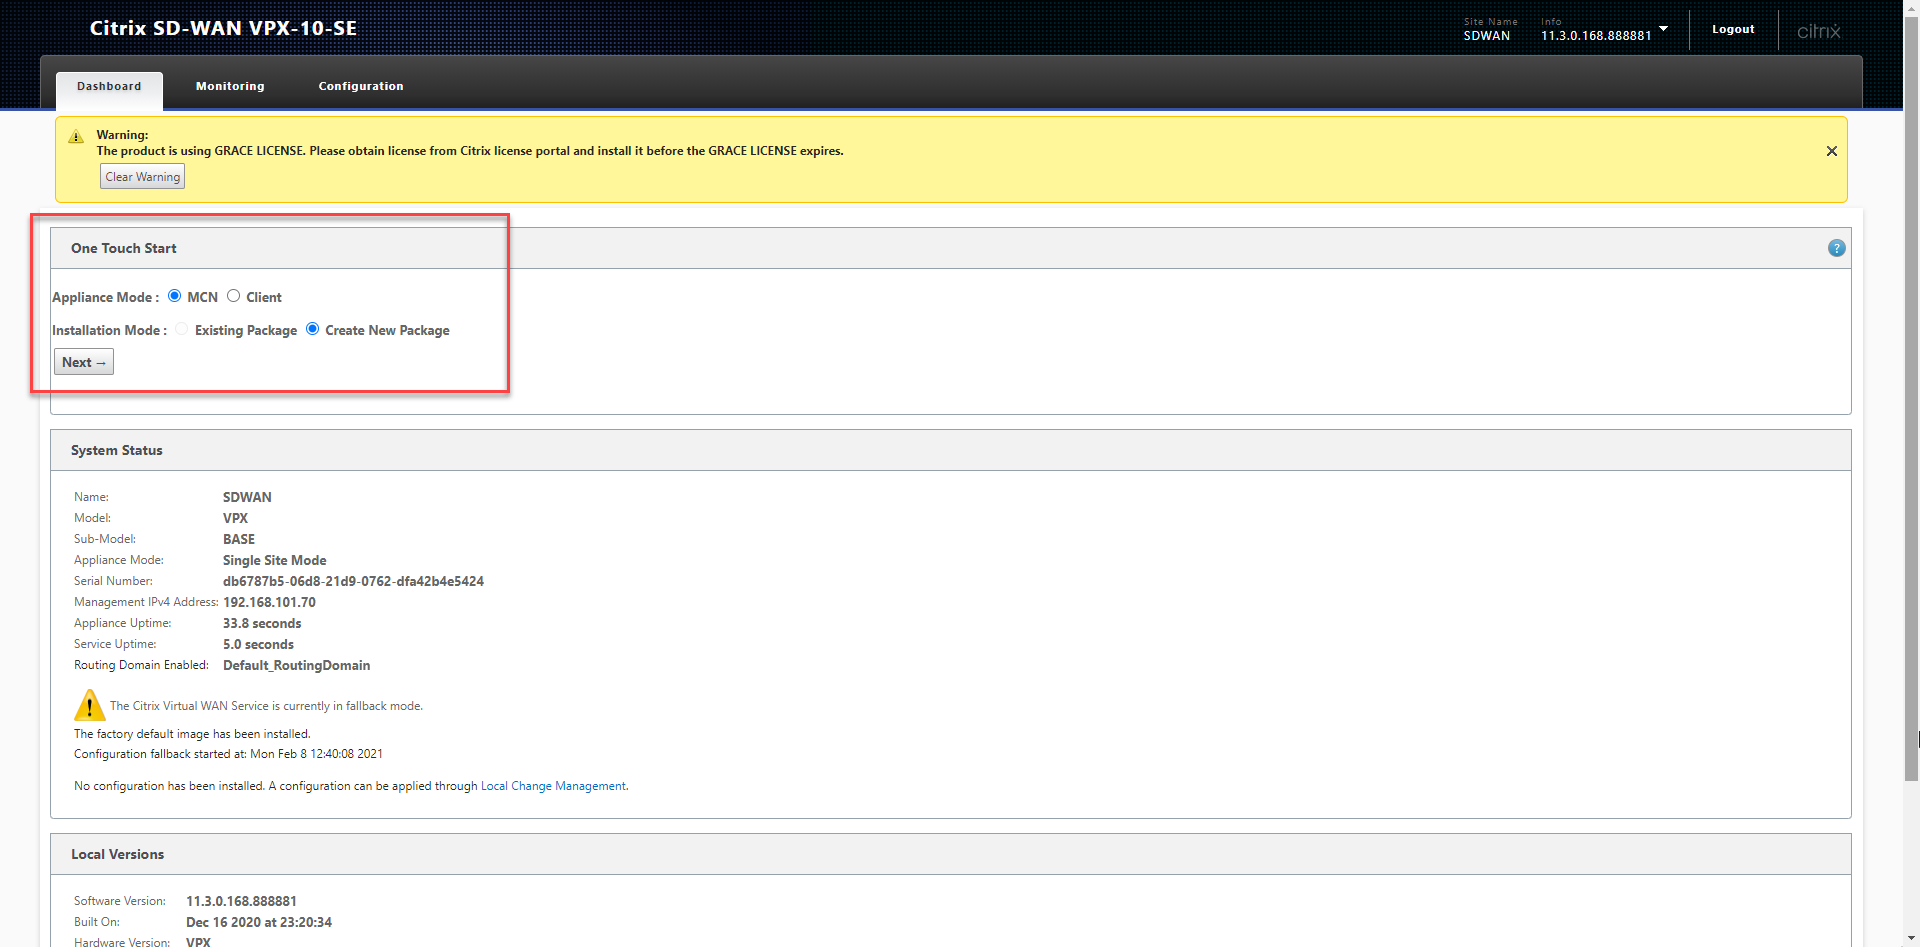 Citrix SD-WAN VPX-10-SE
Site Name
SDWAN
Info
11.3.0.168.888881
Logout
citrix
Dashboard
Monitoring
Configuration
Warning:
The product is using GRACE LICENSE. Please obtain license from Citrix license portal and install it before the GRACE LICENSE expires.
Clear Warning
One Touch Start
?
Appliance Mode : MCN Client
Installation Mode : Existing Package Create New Package
Next →
System Status
Name: SDWAN
Model: VPX
Sub-Model: BASE
Appliance Mode: Single Site Mode
Serial Number: db6787b5-06d8-21d9-0762-dfa42b4e5424
Management IPv4 Address: 192.168.101.70
Appliance Uptime: 33.8 seconds
Service Uptime: 5.0 seconds
Routing Domain Enabled: Default_RoutingDomain
The Citrix Virtual WAN Service is currently in fallback mode.
The factory default image has been installed.
Configuration fallback started at: Mon Feb 8 12:40:08 2021
No configuration has been installed. A configuration can be applied through Local Change Management.
Local Versions
Software Version: 11.3.0.168.888881
Built On: Dec 16 2020 at 23:20:34
Hardware Version: VPX